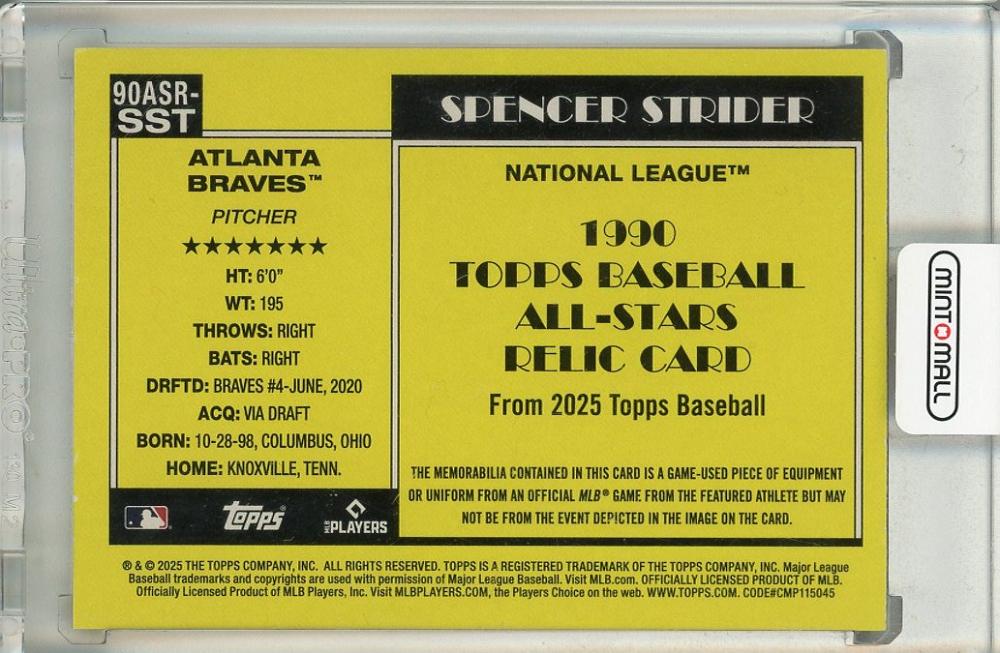 90ASR-
SST
SPENCER STRIDER
ATLANTA
BRAVES™
PITCHER
★★★★★★★
HT: 6'0"
WT: 195
THROWS: RIGHT
BATS: RIGHT
DRFTD: BRAVES #4-JUNE, 2020
ACQ: VIA DRAFT
BORN: 10-28-98, COLUMBUS, OHIO
HOME: KNOXVILLE, TENN.
NATIONAL LEAGUE™
1990
TOPPS BASEBALL
ALL-STARS
RELIC CARD
From 2025 Topps Baseball
THE MEMORABILIA CONTAINED IN THIS CARD IS A GAME-USED PIECE OF EQUIPMENT
OR UNIFORM FROM AN OFFICIAL MLB® GAME FROM THE FEATURED ATHLETE BUT MAY
NOT BE FROM THE EVENT DEPICTED IN THE IMAGE ON THE CARD.
topps
MLB PLAYERS
® & © 2025 THE TOPPS COMPANY, INC. ALL RIGHTS RESERVED. TOPPS IS A REGISTERED TRADEMARK OF THE TOPPS COMPANY, INC. Major League
Baseball trademarks and copyrights are used with permission of Major League Baseball. Visit MLB.com. OFFICIALLY LICENSED PRODUCT OF MLB.
Officially Licensed Product of MLB Players, Inc. Visit MLBPLAYERS.COM, the Players Choice on the web. WWW.TOPPS.COM. CODE#CMP115045
MINT MALL
Ultra·PRO®